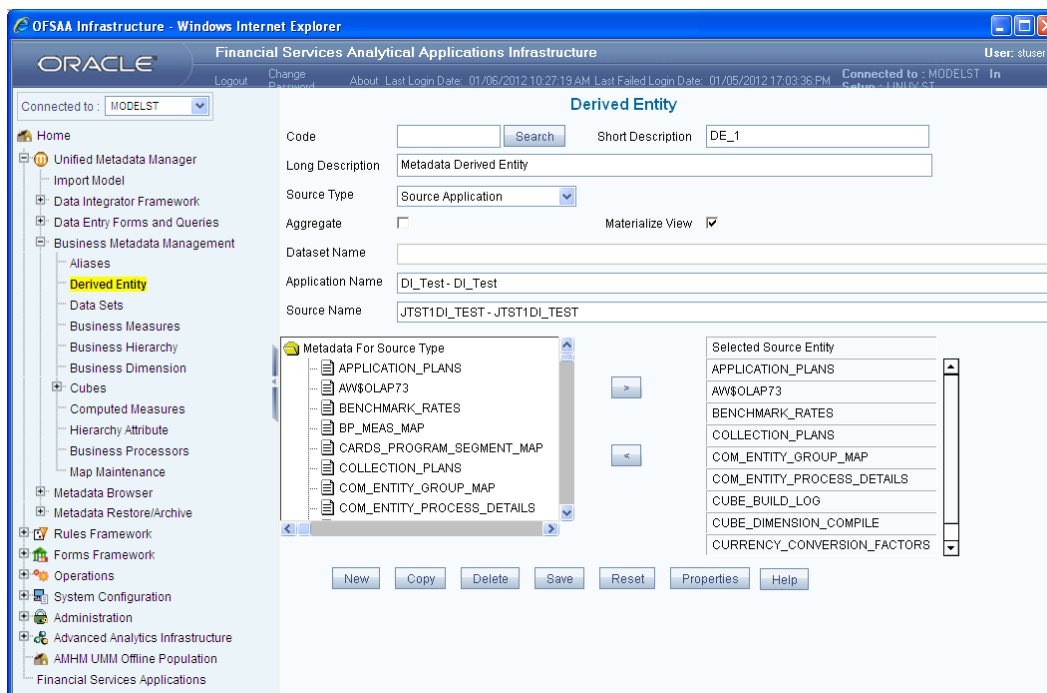 OFSAA Infrastructure - Windows Internet Explorer
ORACLE
Financial Services Analytical Applications Infrastructure
User: stuser
Logout
Change Password
About
Last Login Date: 01/06/2012 10:27:19 AM
Last Failed Login Date: 01/05/2012 17:03:36:PM
Connected to : MODELST In
Setup : LINUX ST
Connected to : MODELST
Home
Unified Metadata Manager
Import Model
Data Integrator Framework
Data Entry Forms and Queries
Business Metadata Management
Aliases
Derived Entity
Data Sets
Business Measures
Business Hierarchy
Business Dimension
Cubes
Computed Measures
Hierarchy Attribute
Business Processors
Map Maintenance
Metadata Browser
Metadata Restore/Archive
Rules Framework
Forms Framework
Operations
System Configuration
Administration
Advanced Analytics Infrastructure
AMHM UMM Offline Population
Financial Services Applications
Derived Entity
Code
Search
Short Description
DE_1
Long Description
Metadata Derived Entity
Source Type
Source Application
Aggregate
Materialize View
Dataset Name
Application Name
DI_Test - DI_Test
Source Name
JTST1DI_TEST - JTST1DI_TEST
Metadata For Source Type
APPLICATION_PLANS
AW$OLAP73
BENCHMARK_RATES
BP_MEAS_MAP
CARDS_PROGRAM_SEGMENT_MAP
COLLECTION_PLANS
COM_ENTITY_GROUP_MAP
COM_ENTITY_PROCESS_DETAILS
>
<
Selected Source Entity
APPLICATION_PLANS
AW$OLAP73
BENCHMARK_RATES
COLLECTION_PLANS
COM_ENTITY_GROUP_MAP
COM_ENTITY_PROCESS_DETAILS
CUBE_BUILD_LOG
CUBE_DIMENSION_COMPILE
CURRENCY_CONVERSION_FACTORS
New
Copy
Delete
Save
Reset
Properties
Help